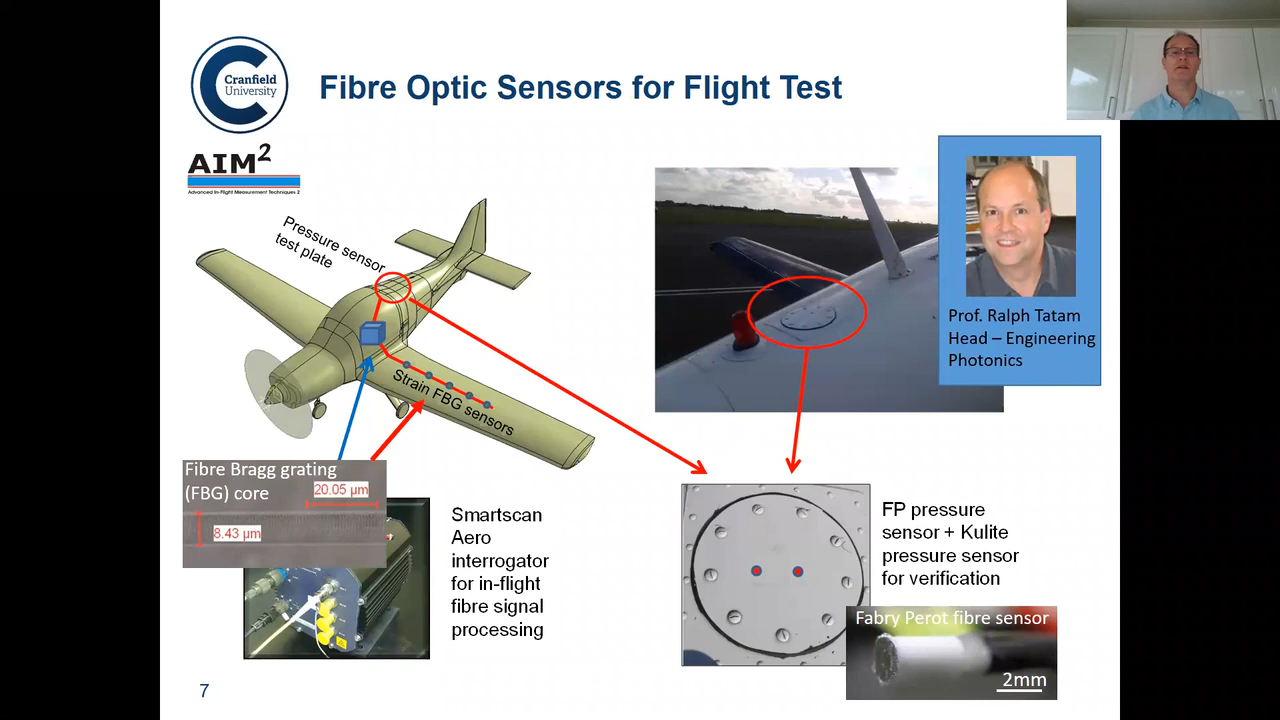 Cranfield
University
Fibre Optic Sensors for Flight Test
AIM2
Advanced In-Flight Measurement Techniques 2
Pressure sensor
test plate
Strain FBG sensors
Prof. Ralph Tatam
Head – Engineering
Photonics
Fibre Bragg grating
(FBG) core
20.05 µm
8.43 µm
Smartscan
Aero
interrogator
for in-flight
fibre signal
processing
FP pressure
sensor + Kulite
pressure sensor
for verification
Fabry Perot fibre sensor
2mm
7